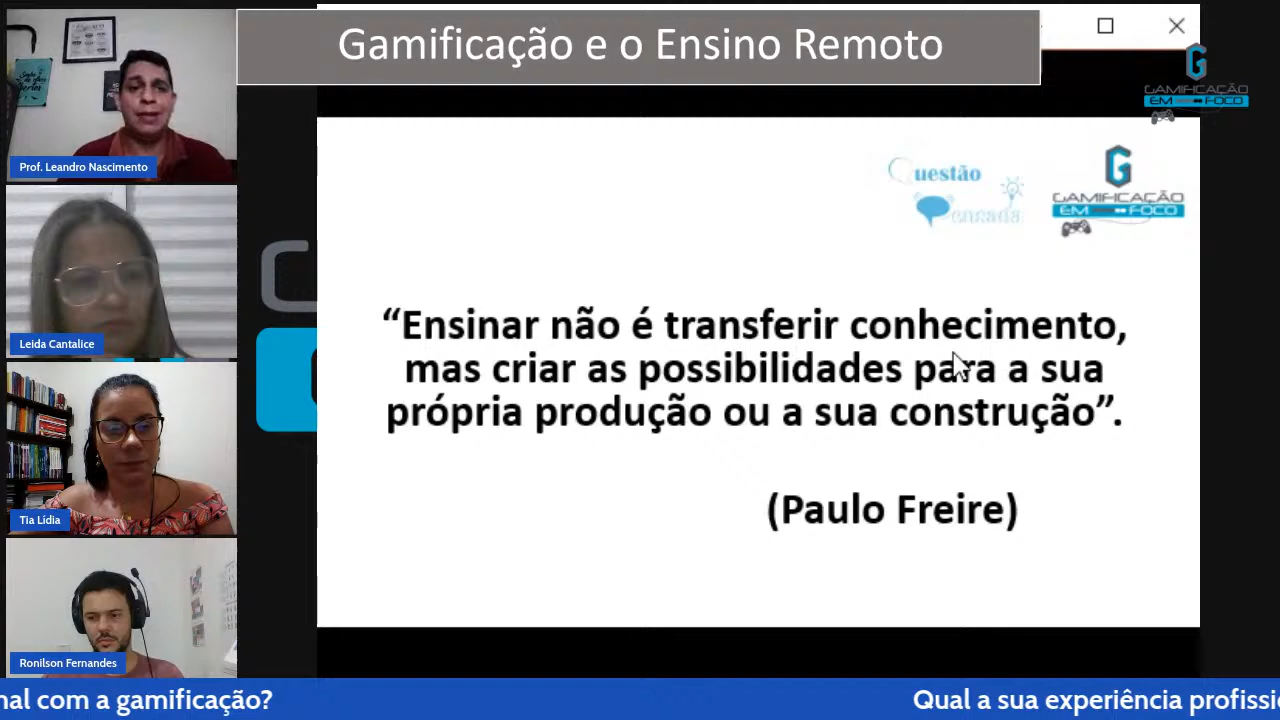 Gamificação e o Ensino Remoto
G
GAMIFICAÇÃO
EM FOCO
Prof. Leandro Nascimento
Questão
Pensada
G
GAMIFICAÇÃO
EM FOCO
Leida Cantalice
“Ensinar não é transferir conhecimento,
mas criar as possibilidades para a sua
própria produção ou a sua construção”.
(Paulo Freire)
Tia Lídia
Ronilson Fernandes
nal com a gamificação?
Qual a sua experiência profissi